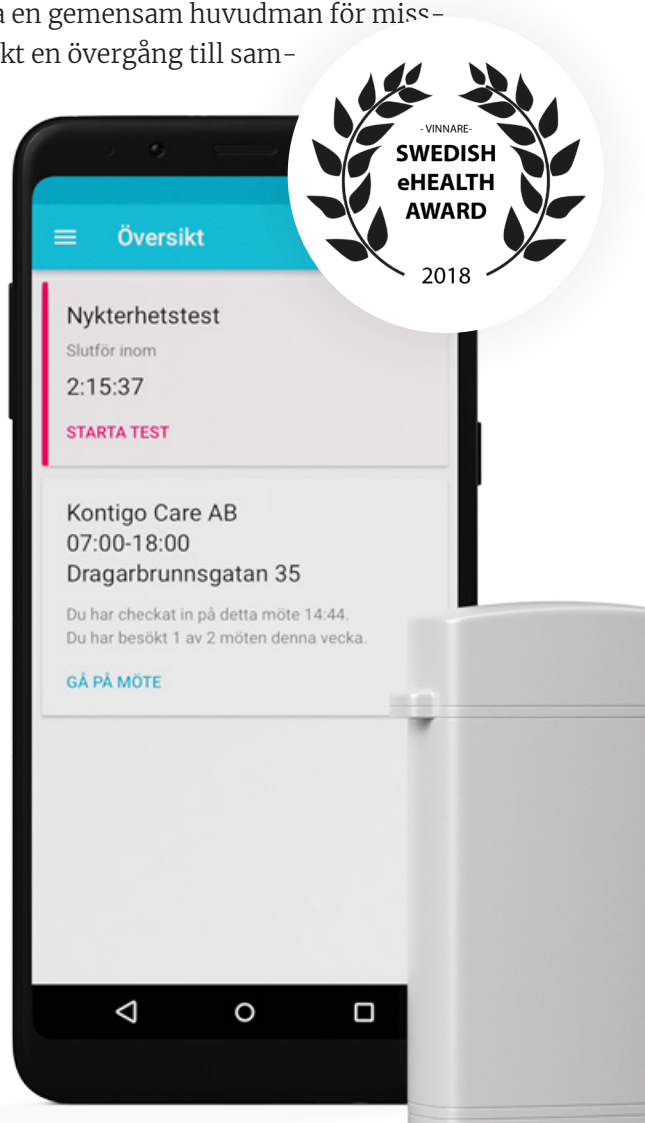 en gemensam huvudman för miss-
en övergång till sam-
- VINNARE-
SWEDISH
eHEALTH
AWARD
2018
Översikt
Nykterhetstest
Slutför inom
2:15:37
STARTA TEST
Kontigo Care AB
07:00-18:00
Dragarbrunnsgatan 35
Du har checkat in på detta möte 14:44.
Du har besökt 1 av 2 möten denna vecka.
GÅ PÅ MÖTE